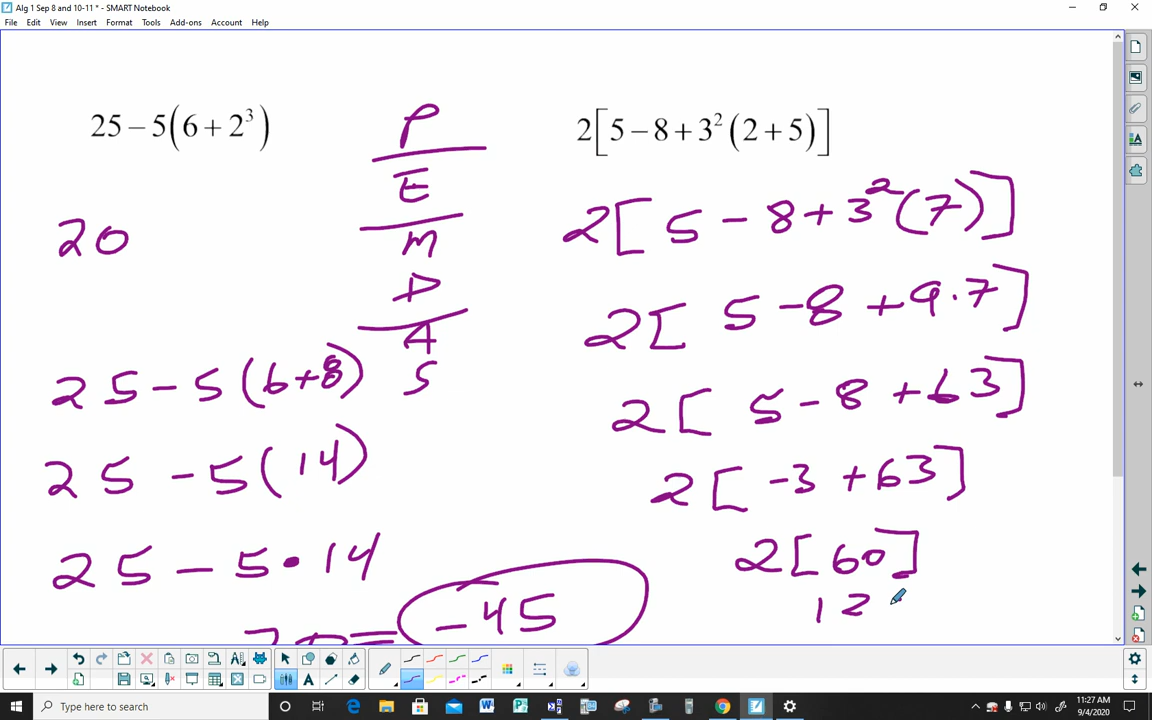 Alg 1 Sep 8 and 10-11 * - SMART Notebook
File Edit View Insert Format Tools Add-ons Account Help
25 − 5(6 + 2³)
20
25 − 5(6+8)
25 − 5(14)
25 − 5 • 14
−45
P
E
M
D
A
S
2[5 − 8 + 3²(2 + 5)]
2[5 − 8 + 3²(7)]
2[5 − 8 + 9·7]
2[5 − 8 + 63]
2[−3 + 63]
2[60]
12
Type here to search
11:27 AM
9/4/2020